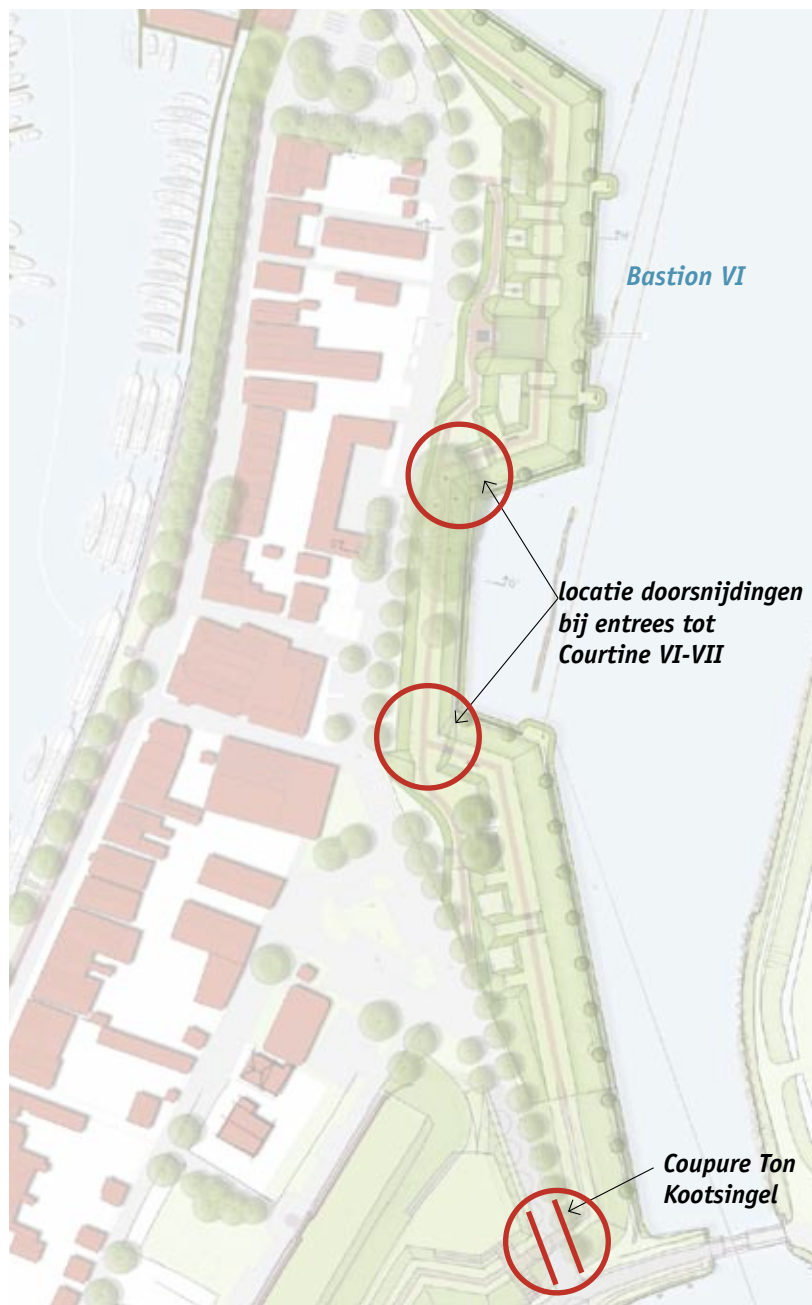 Bastion VI
locatie doorsnijdingen
bij entrees tot
Courtine VI-VII
Coupure Ton
Kootsingel